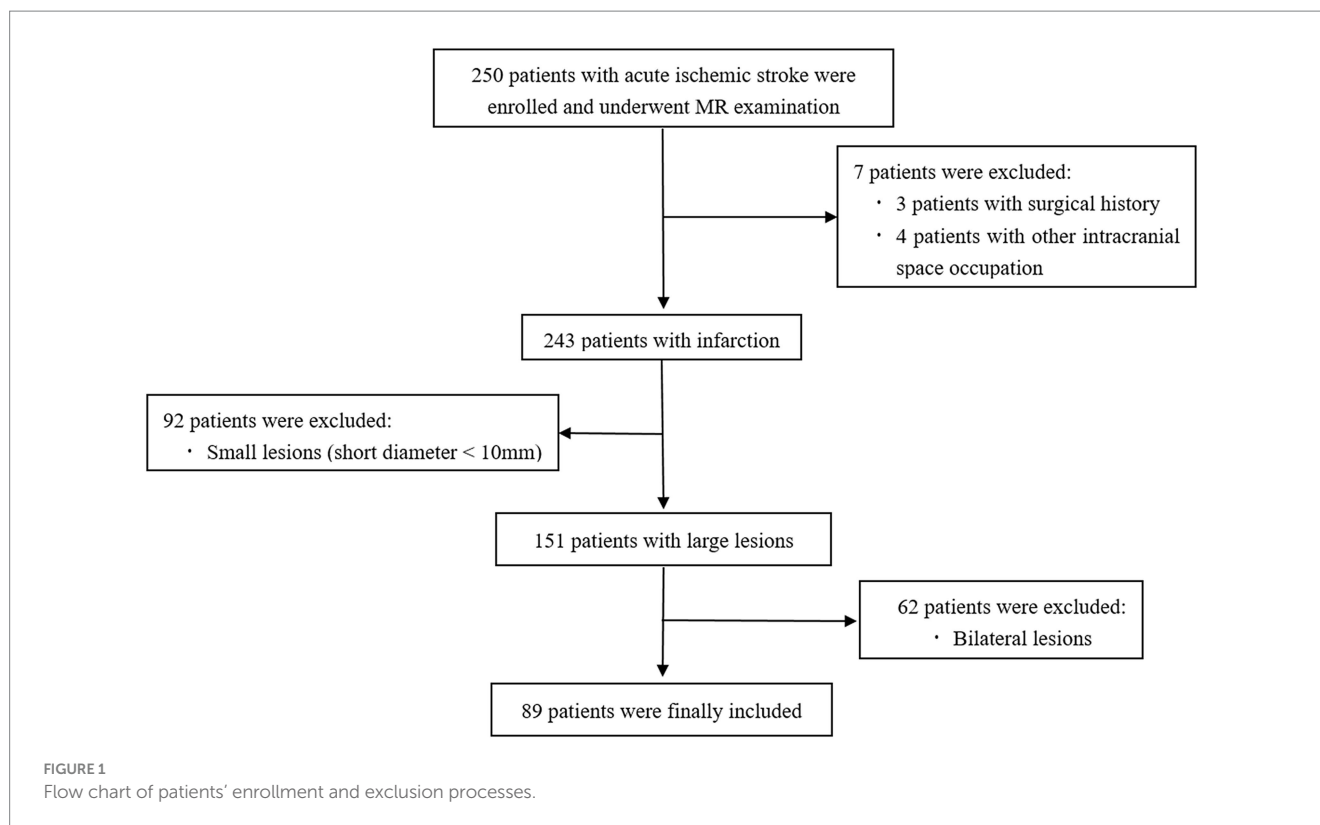 250 patients with acute ischemic stroke were
enrolled and underwent MR examination
7 patients were excluded:
· 3 patients with surgical history
· 4 patients with other intracranial
space occupation
243 patients with infarction
92 patients were excluded:
· Small lesions (short diameter < 10mm)
151 patients with large lesions
62 patients were excluded:
· Bilateral lesions
89 patients were finally included
FIGURE 1
Flow chart of patients’ enrollment and exclusion processes.